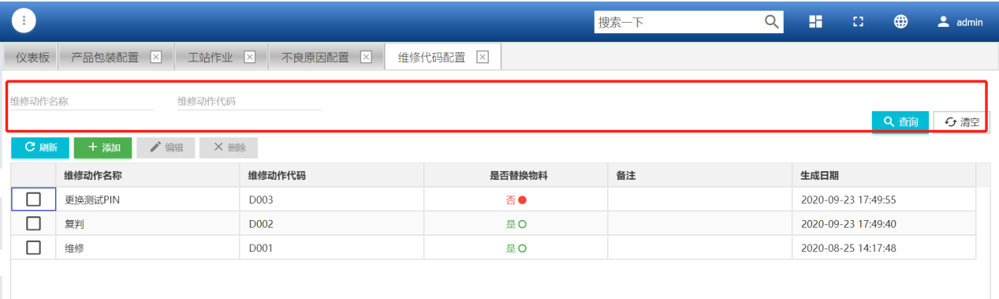 搜索一下 admin
仪表板 产品包装配置 工站作业 不良原因配置 维修代码配置
维修动作名称 维修动作代码
查询 清空
刷新 添加 编辑 删除
维修动作名称 维修动作代码 是否替换物料 备注 生成日期
更换测试PIN D003 否 2020-09-23 17:49:55
复判 D002 是 2020-09-23 17:49:40
维修 D001 是 2020-08-25 14:17:48